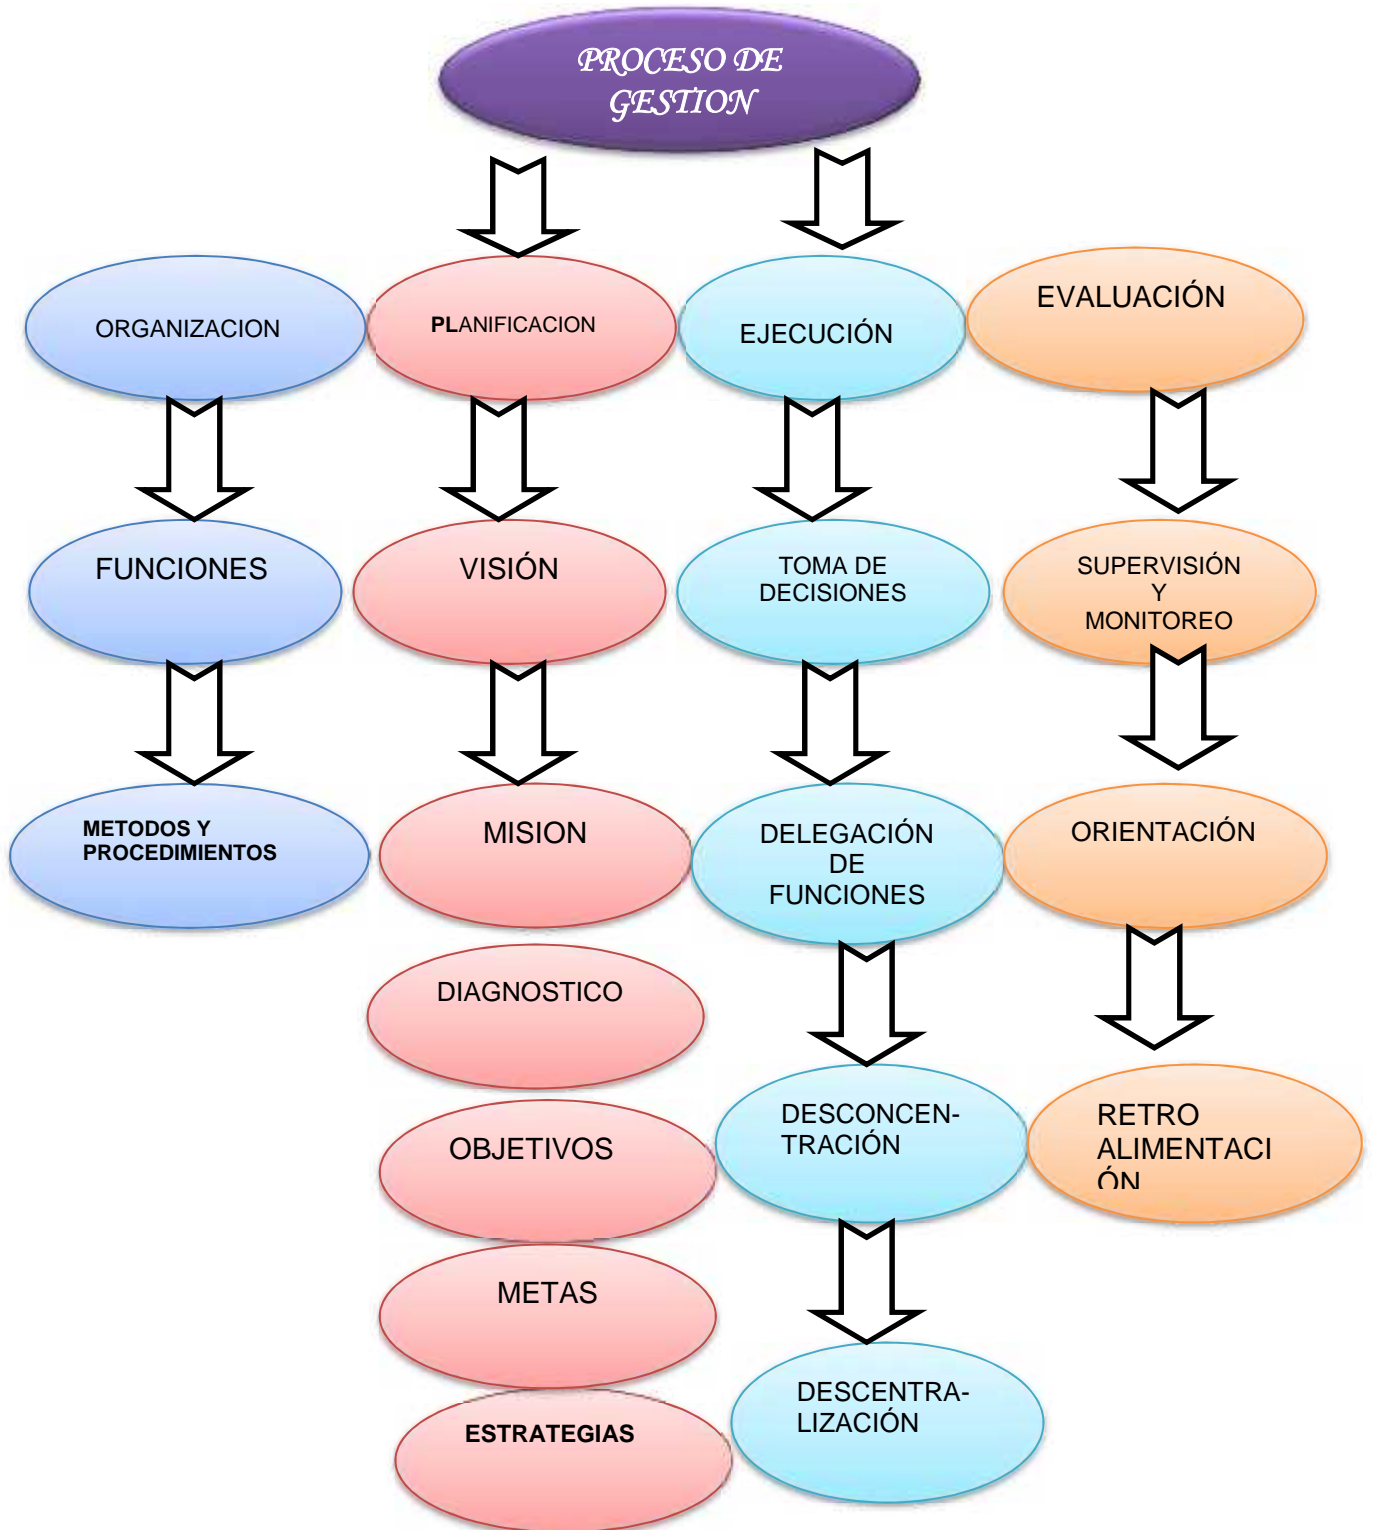 PROCESO DE
GESTION
ORGANIZACION
PLANIFICACION
EJECUCIÓN
EVALUACIÓN
FUNCIONES
VISIÓN
TOMA DE
DECISIONES
SUPERVISIÓN
Y
MONITOREO
METODOS Y
PROCEDIMIENTOS
MISION
DELEGACIÓN
DE
FUNCIONES
ORIENTACIÓN
DIAGNOSTICO
OBJETIVOS
DESCONCEN-
TRACIÓN
RETRO
ALIMENTACI
ÓN
METAS
ESTRATEGIAS
DESCENTRA-
LIZACIÓN